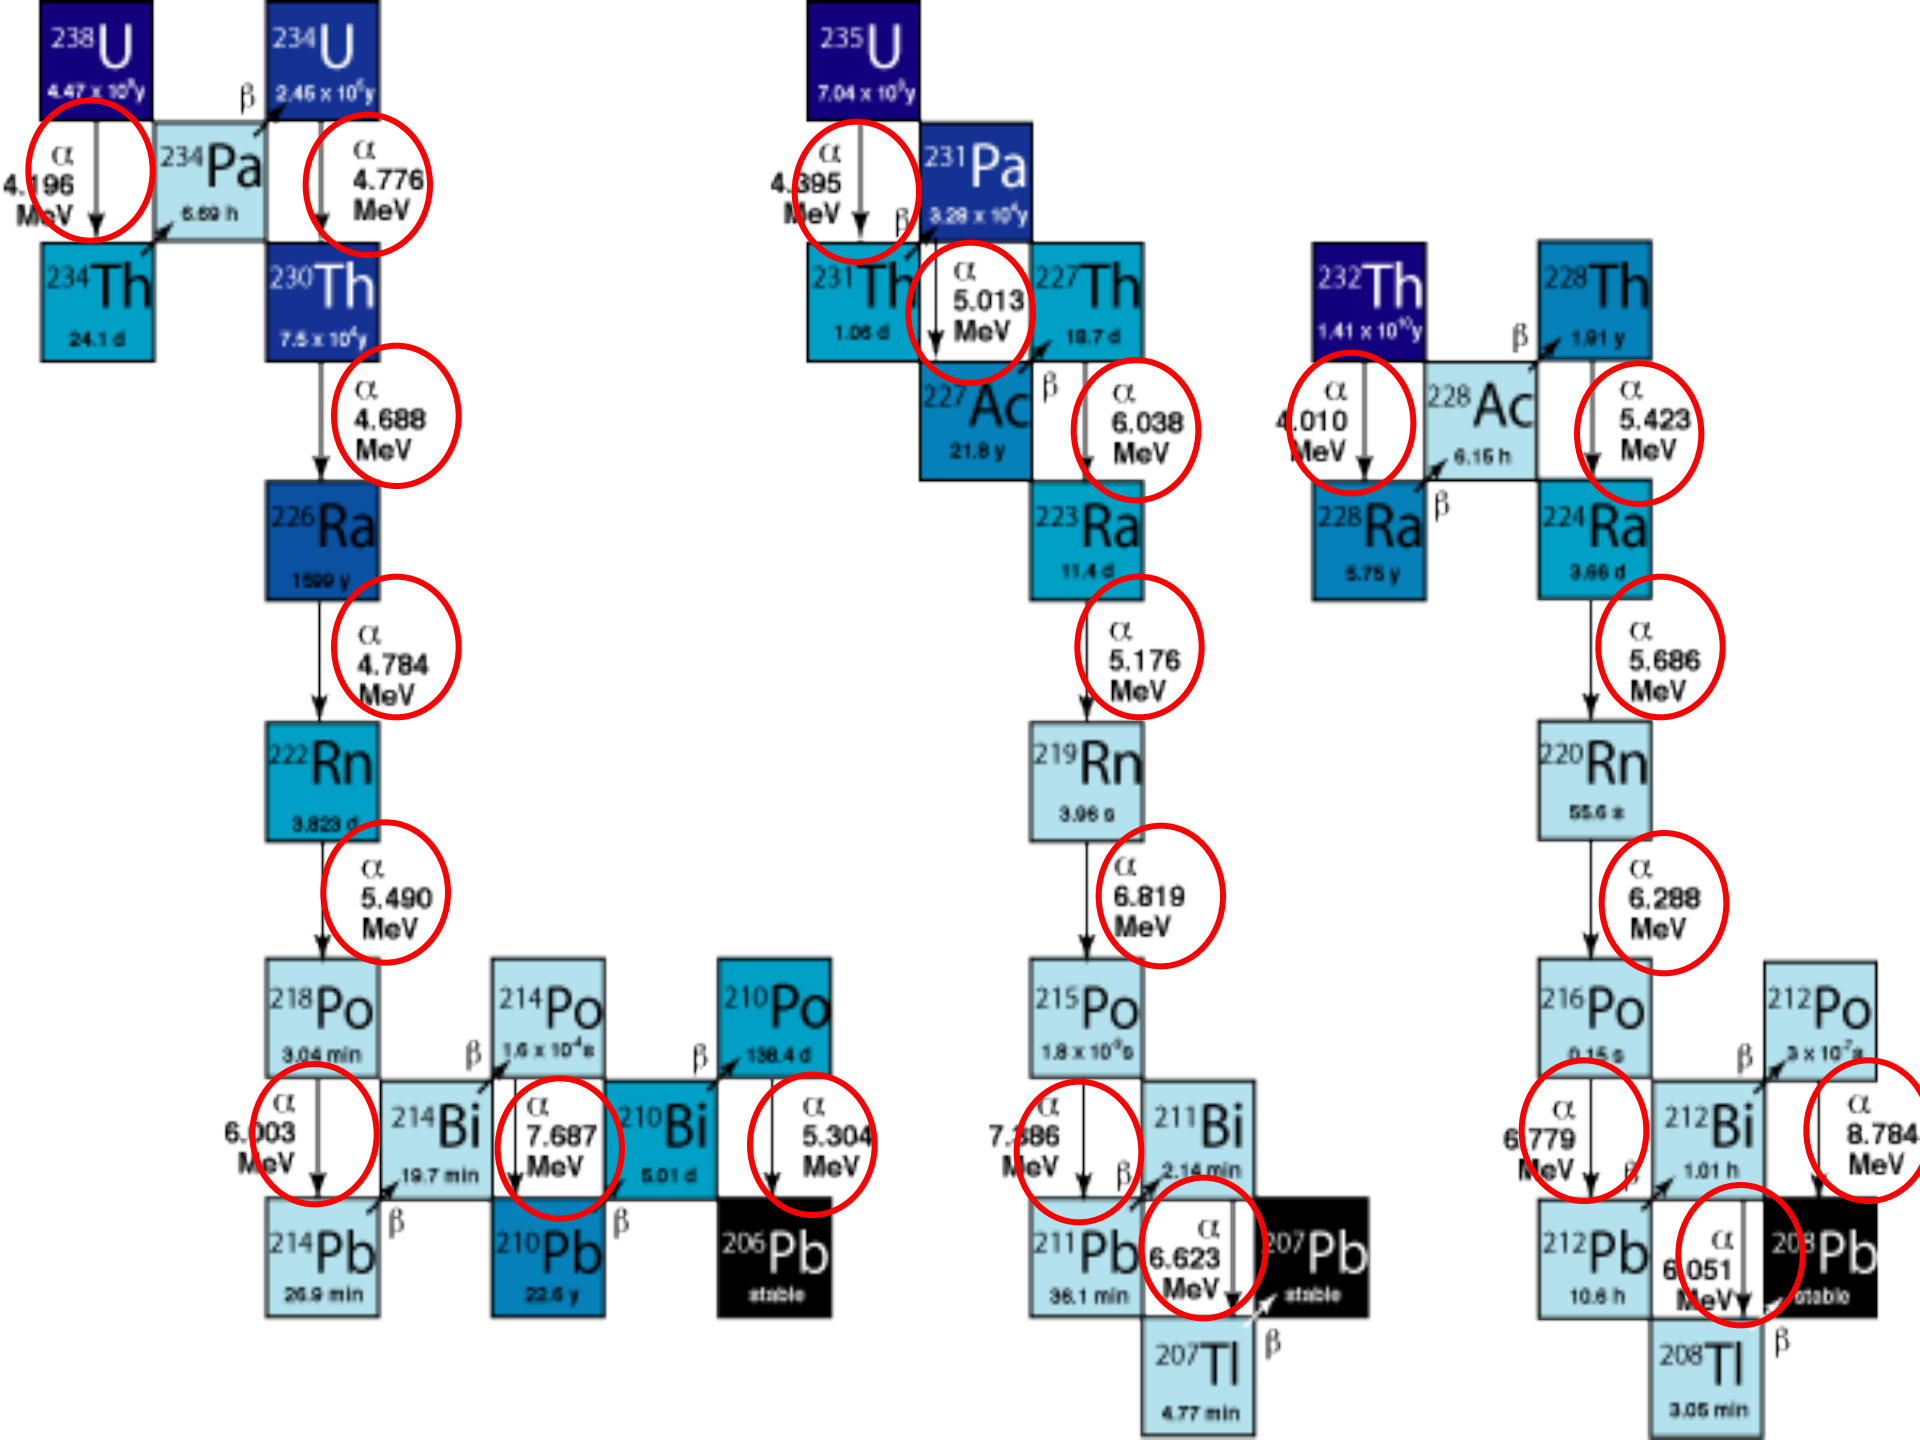 238U
4.47 x 10⁹y
α
4.196
MeV
234Th
24.1 d
234Pa
6.69 h
β
234U
2.45 x 10⁵y
α
4.776
MeV
230Th
7.5 x 10⁴y
α
4.688
MeV
226Ra
1599 y
α
4.784
MeV
222Rn
3.823 d
α
5.490
MeV
218Po
3.04 min
α
6.003
MeV
214Pb
26.9 min
β
214Bi
19.7 min
β
214Po
1.6 x 10⁻⁴s
α
7.687
MeV
210Pb
22.6 y
β
210Bi
5.01 d
β
210Po
138.4 d
α
5.304
MeV
206Pb
stable
235U
α
4.395
MeV
231Th
1.06 d
β
231Pa
3.28 x 10⁴y
α
5.013
MeV
227Ac
21.8 y
β
227Th
18.7 d
α
6.038
MeV
223Ra
11.4 d
α
5.176
MeV
219Rn
3.96 s
α
6.819
MeV
215Po
1.8 x 10⁻³s
α
7.386
MeV
211Pb
36.1 min
β
211Bi
2.14 min
α
6.623
MeV
207Tl
4.77 min
β
207Pb
stable
232Th
1.41 x 10¹⁰y
α
4.010
MeV
228Ra
5.75 y
β
228Ac
6.15 h
β
228Th
1.91 y
α
5.423
MeV
224Ra
3.66 d
α
5.686
MeV
220Rn
55.6 s
α
6.288
MeV
216Po
0.15 s
α
6.779
MeV
212Pb
10.6 h
β
212Bi
1.01 h
β
212Po
3 x 10⁻⁷s
α
8.784
MeV
α
6.051
MeV
208Tl
3.05 min
β
208Pb
stable